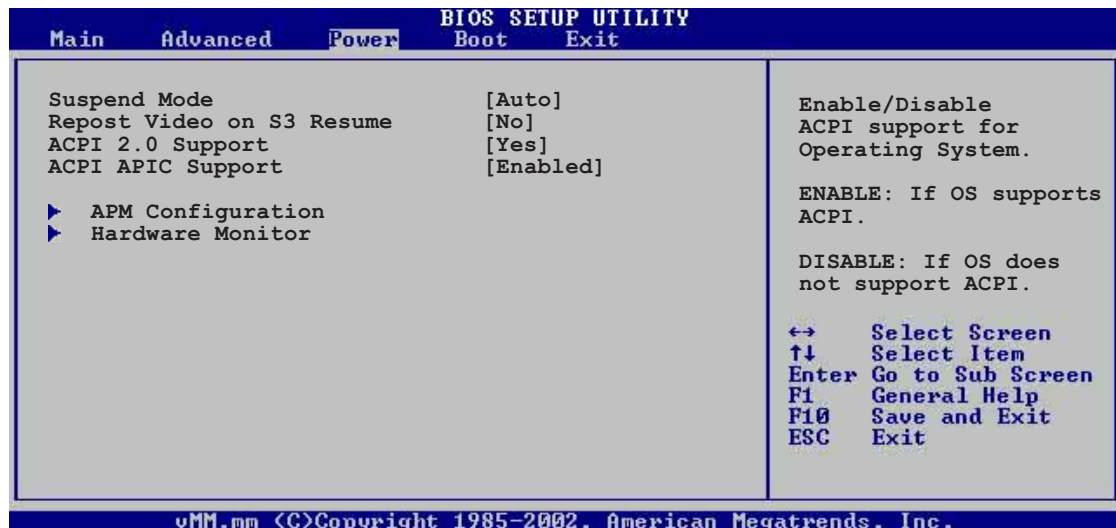 BIOS SETUP UTILITY
Main Advanced Power Boot Exit
Suspend Mode [Auto]
Repost Video on S3 Resume [No]
ACPI 2.0 Support [Yes]
ACPI APIC Support [Enabled]
APM Configuration
Hardware Monitor
Enable/Disable
ACPI support for
Operating System.
ENABLE: If OS supports
ACPI.
DISABLE: If OS does
not support ACPI.
←→ Select Screen
↑↓ Select Item
Enter Go to Sub Screen
F1 General Help
F10 Save and Exit
ESC Exit
vMM.mm (C)Copyright 1985-2002, American Megatrends, Inc.